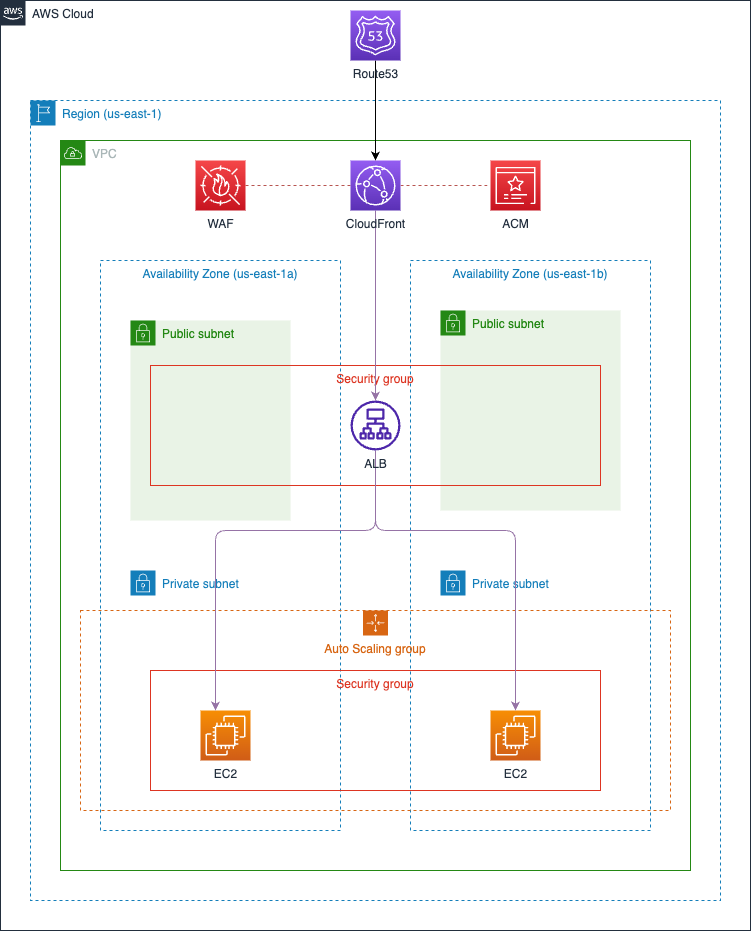 aws
AWS Cloud
53
Route53
Region (us-east-1)
VPC
WAF
CloudFront
ACM
Availability Zone (us-east-1a)
Availability Zone (us-east-1b)
Public subnet
Public subnet
Security group
ALB
Private subnet
Private subnet
Auto Scaling group
Security group
EC2
EC2